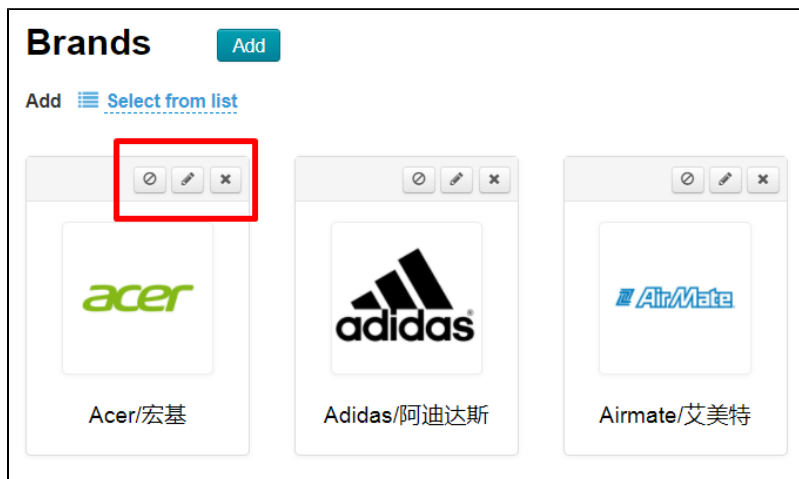 Brands Add
Add Select from list
acer
adidas®
AirMate
Acer/宏基
Adidas/阿迪达斯
Airmate/艾美特